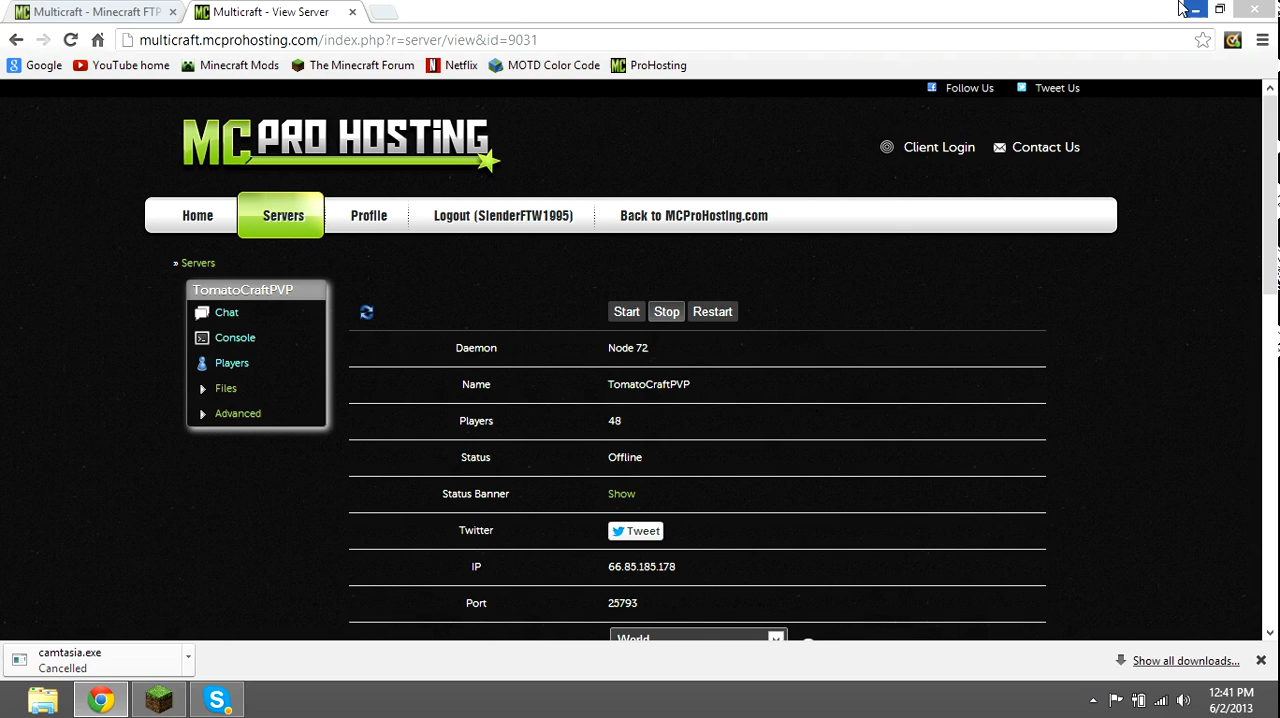 Multicraft - Minecraft FTP
Multicraft - View Server
multicraft.mcprohosting.com/index.php?r=server/view&id=9031
Google
YouTube home
Minecraft Mods
The Minecraft Forum
Netflix
MOTD Color Code
ProHosting
Follow Us
Tweet Us
MC PRO HOSTING
Client Login
Contact Us
Home
Servers
Profile
Logout (SlenderFTW1995)
Back to MCProHosting.com
» Servers
TomatoCraftPVP
Chat
Console
Players
Files
Advanced
Start
Stop
Restart
Daemon Node 72
Name TomatoCraftPVP
Players 48
Status Offline
Status Banner Show
Twitter Tweet
IP 66.85.185.178
Port 25793
World
camtasia.exe
Cancelled
Show all downloads...
12:41 PM
6/2/2013